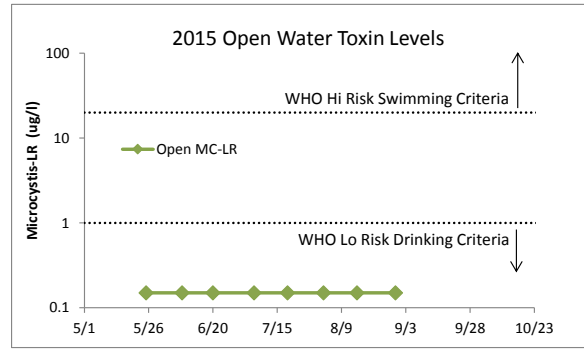 2015 Open Water Toxin Levels
100
WHO Hi Risk Swimming Criteria
10
Open MC-LR
Microcystis-LR (ug/l)
1
WHO Lo Risk Drinking Criteria
0.1
5/1 5/26 6/20 7/15 8/9 9/3 9/28 10/23